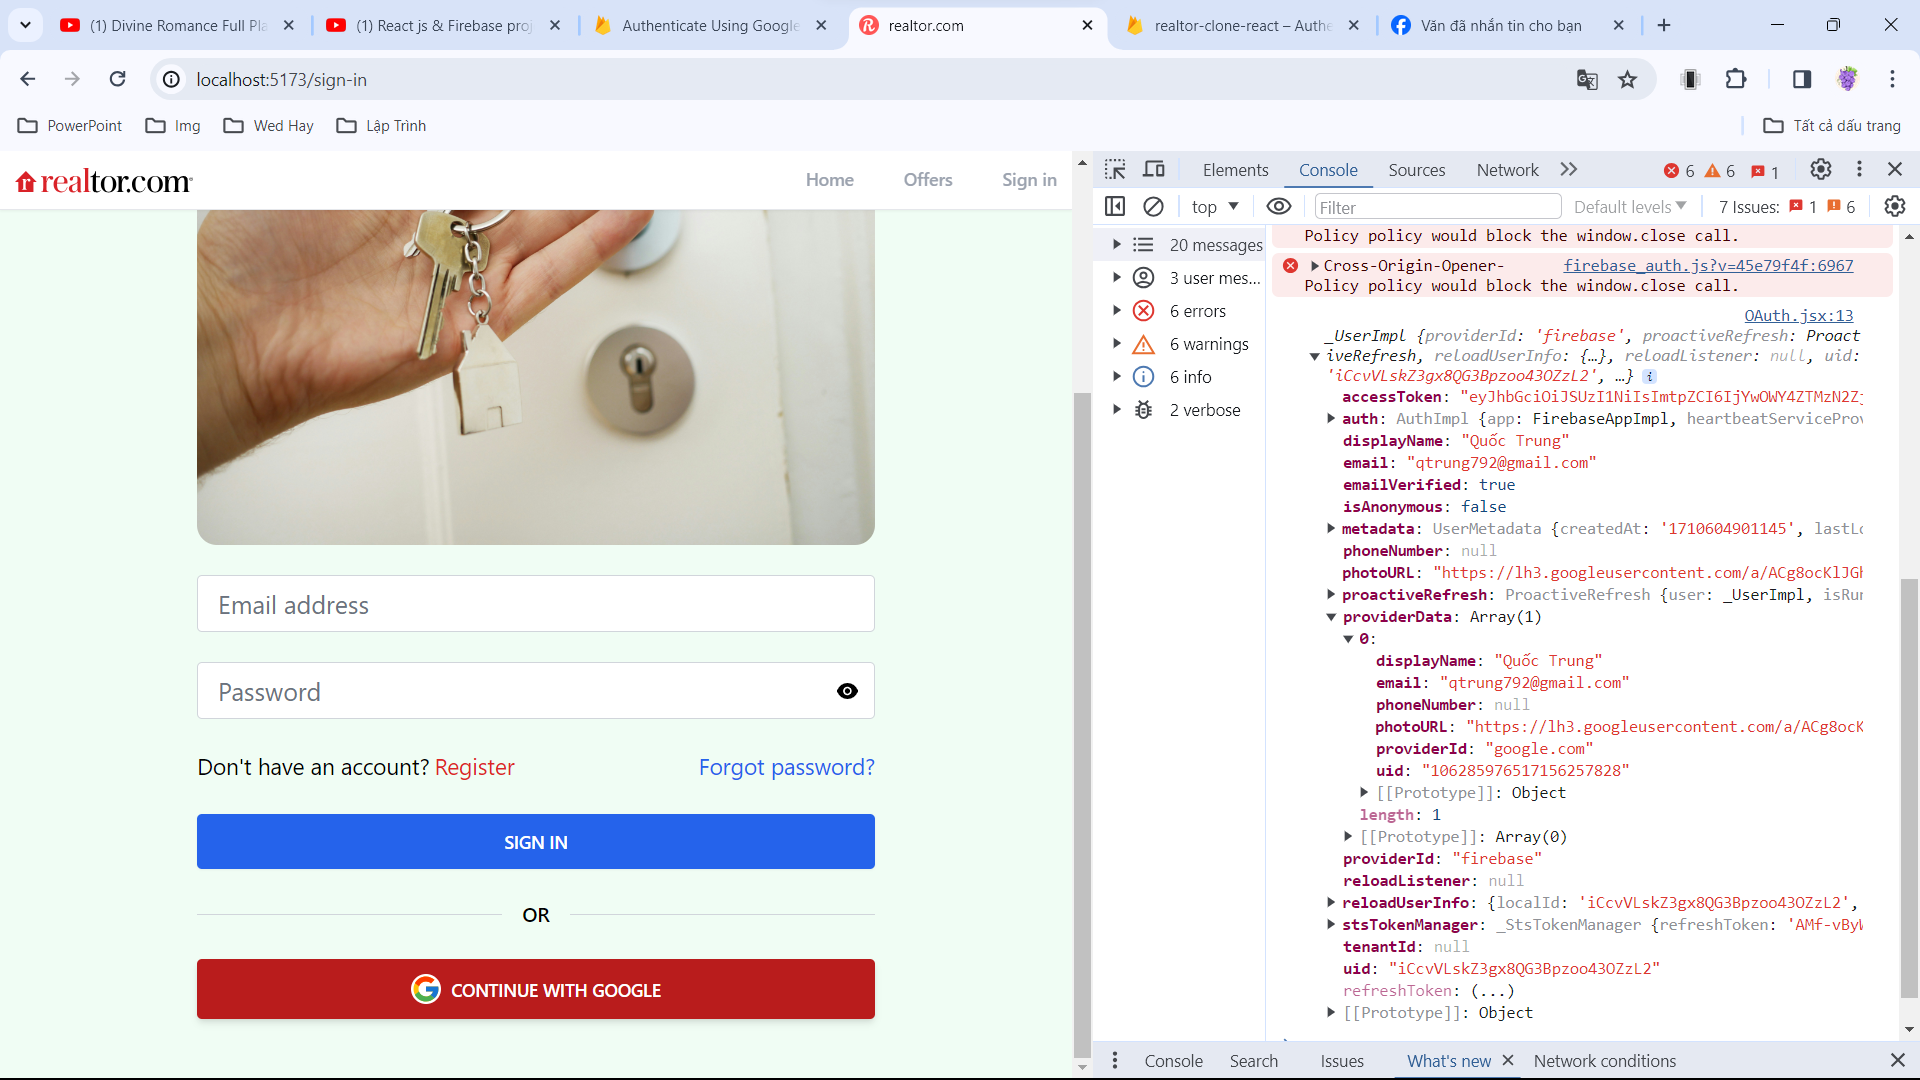 (1) Divine Romance Full Pla
(1) React js & Firebase proj
Authenticate Using Google
realtor.com
realtor-clone-react – Authe
Văn đã nhắn tin cho bạn
localhost:5173/sign-in
PowerPoint
Img
Wed Hay
Lập Trình
Tất cả dấu trang
realtor.com
Home
Offers
Sign in
Email address
Password
Don't have an account? Register
Forgot password?
SIGN IN
OR
CONTINUE WITH GOOGLE
Elements
Console
Sources
Network
6
6
1
top
Filter
Default levels
7 Issues:
1
6
20 messages
3 user mes...
6 errors
6 warnings
6 info
2 verbose
Policy policy would block the window.close call.
Cross-Origin-Opener- firebase_auth.js?v=45e79f4f:6967
Policy policy would block the window.close call.
OAuth.jsx:13
_UserImpl {providerId: 'firebase', proactiveRefresh: Proact
iveRefresh, reloadUserInfo: {…}, reloadListener: null, uid:
'iCcvVLskZ3gx8QG3Bpzoo43OZzL2', …}
accessToken: "eyJhbGciOiJSUzI1NiIsImtpZCI6IjYwOWY4ZTMzN2Zj
auth: AuthImpl {app: FirebaseAppImpl, heartbeatServiceProv
displayName: "Quốc Trung"
email: "qtrung792@gmail.com"
emailVerified: true
isAnonymous: false
metadata: UserMetadata {createdAt: '1710604901145', lastLo
phoneNumber: null
photoURL: "https://lh3.googleusercontent.com/a/ACg8ocKlJGh
proactiveRefresh: ProactiveRefresh {user: _UserImpl, isRun
providerData: Array(1)
0:
displayName: "Quốc Trung"
email: "qtrung792@gmail.com"
phoneNumber: null
photoURL: "https://lh3.googleusercontent.com/a/ACg8ocK
providerId: "google.com"
uid: "106285976517156257828"
[[Prototype]]: Object
length: 1
[[Prototype]]: Array(0)
providerId: "firebase"
reloadListener: null
reloadUserInfo: {localId: 'iCcvVLskZ3gx8QG3Bpzoo43OZzL2',
stsTokenManager: _StsTokenManager {refreshToken: 'AMf-vByW
tenantId: null
uid: "iCcvVLskZ3gx8QG3Bpzoo43OZzL2"
refreshToken: (...)
[[Prototype]]: Object
Console
Search
Issues
What's new
Network conditions